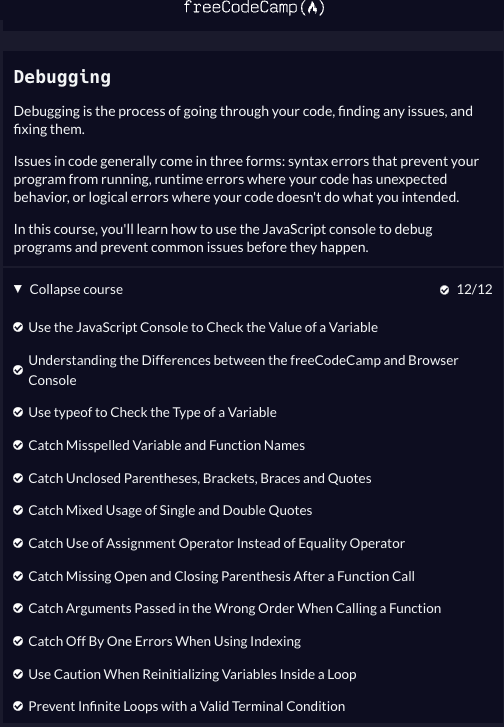 freeCodeCamp(🔥)
Debugging
Debugging is the process of going through your code, finding any issues, and
fixing them.
Issues in code generally come in three forms: syntax errors that prevent your
program from running, runtime errors where your code has unexpected
behavior, or logical errors where your code doesn't do what you intended.
In this course, you'll learn how to use the JavaScript console to debug
programs and prevent common issues before they happen.
Collapse course 12/12
Use the JavaScript Console to Check the Value of a Variable
Understanding the Differences between the freeCodeCamp and Browser
Console
Use typeof to Check the Type of a Variable
Catch Misspelled Variable and Function Names
Catch Unclosed Parentheses, Brackets, Braces and Quotes
Catch Mixed Usage of Single and Double Quotes
Catch Use of Assignment Operator Instead of Equality Operator
Catch Missing Open and Closing Parenthesis After a Function Call
Catch Arguments Passed in the Wrong Order When Calling a Function
Catch Off By One Errors When Using Indexing
Use Caution When Reinitializing Variables Inside a Loop
Prevent Infinite Loops with a Valid Terminal Condition